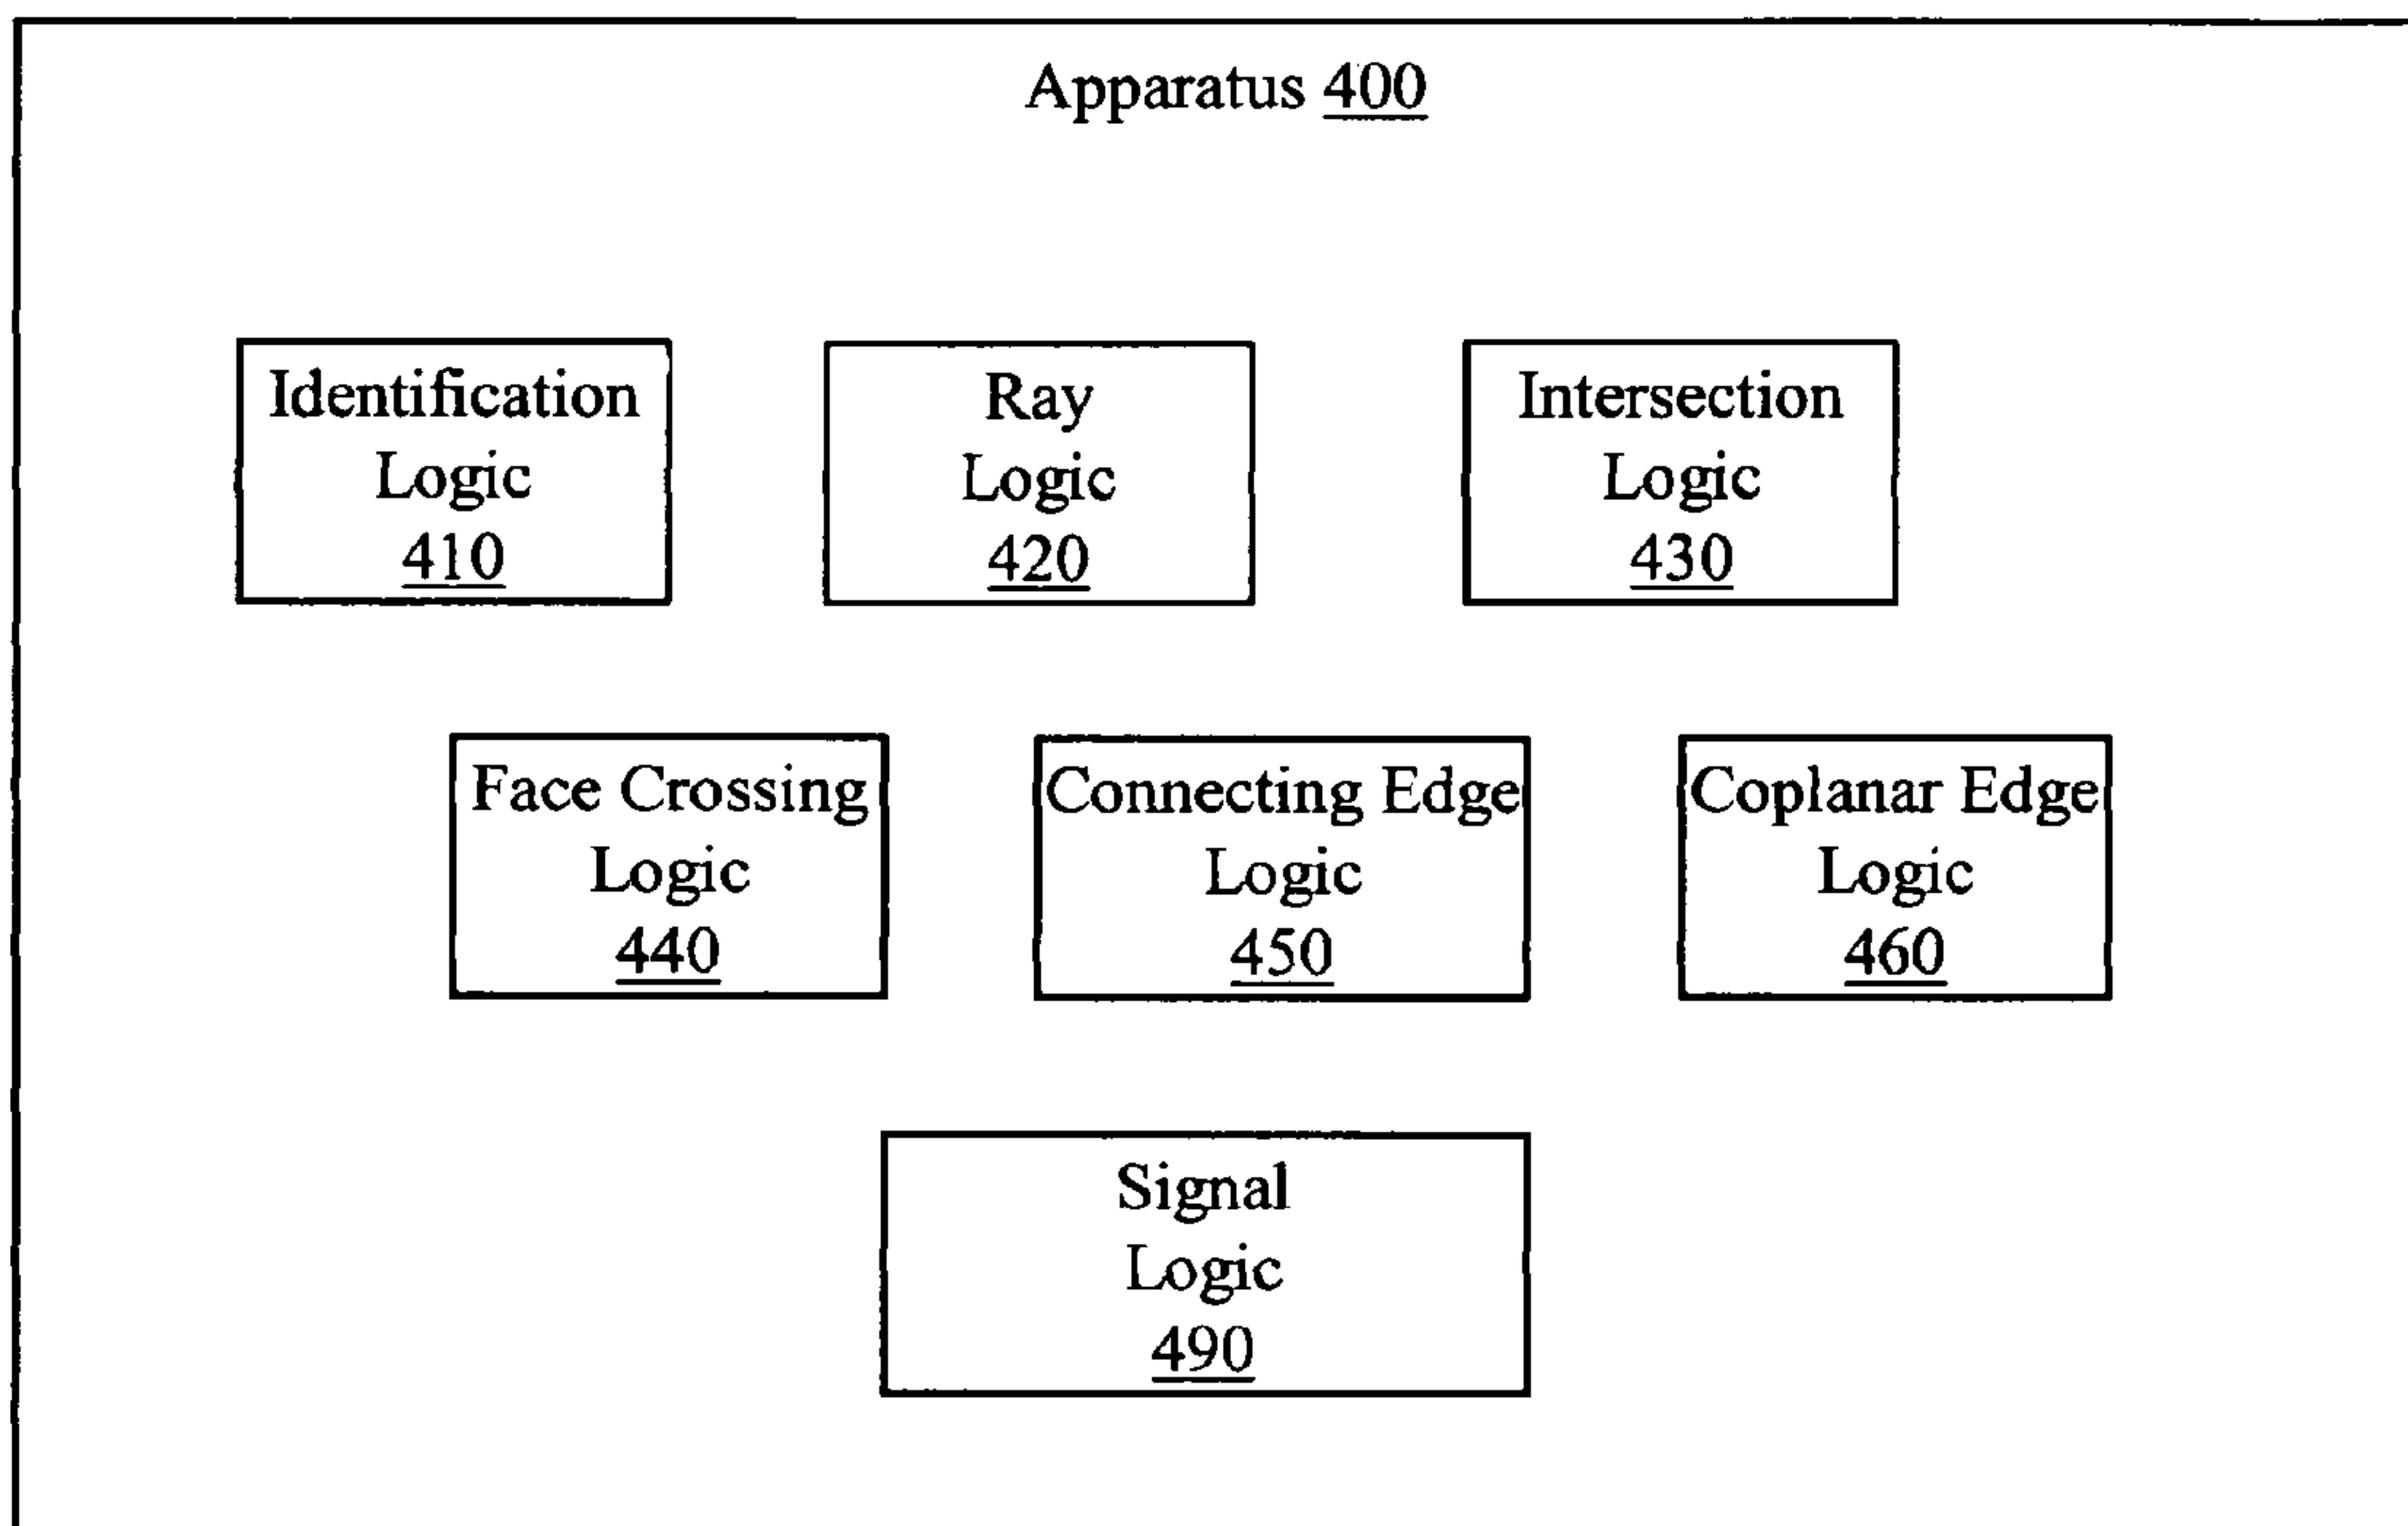 Apparatus 400
Identification
Logic
410
Ray
Logic
420
Intersection
Logic
430
Face Crossing
Logic
440
Connecting Edge
Logic
450
Coplanar Edge
Logic
460
Signal
Logic
490